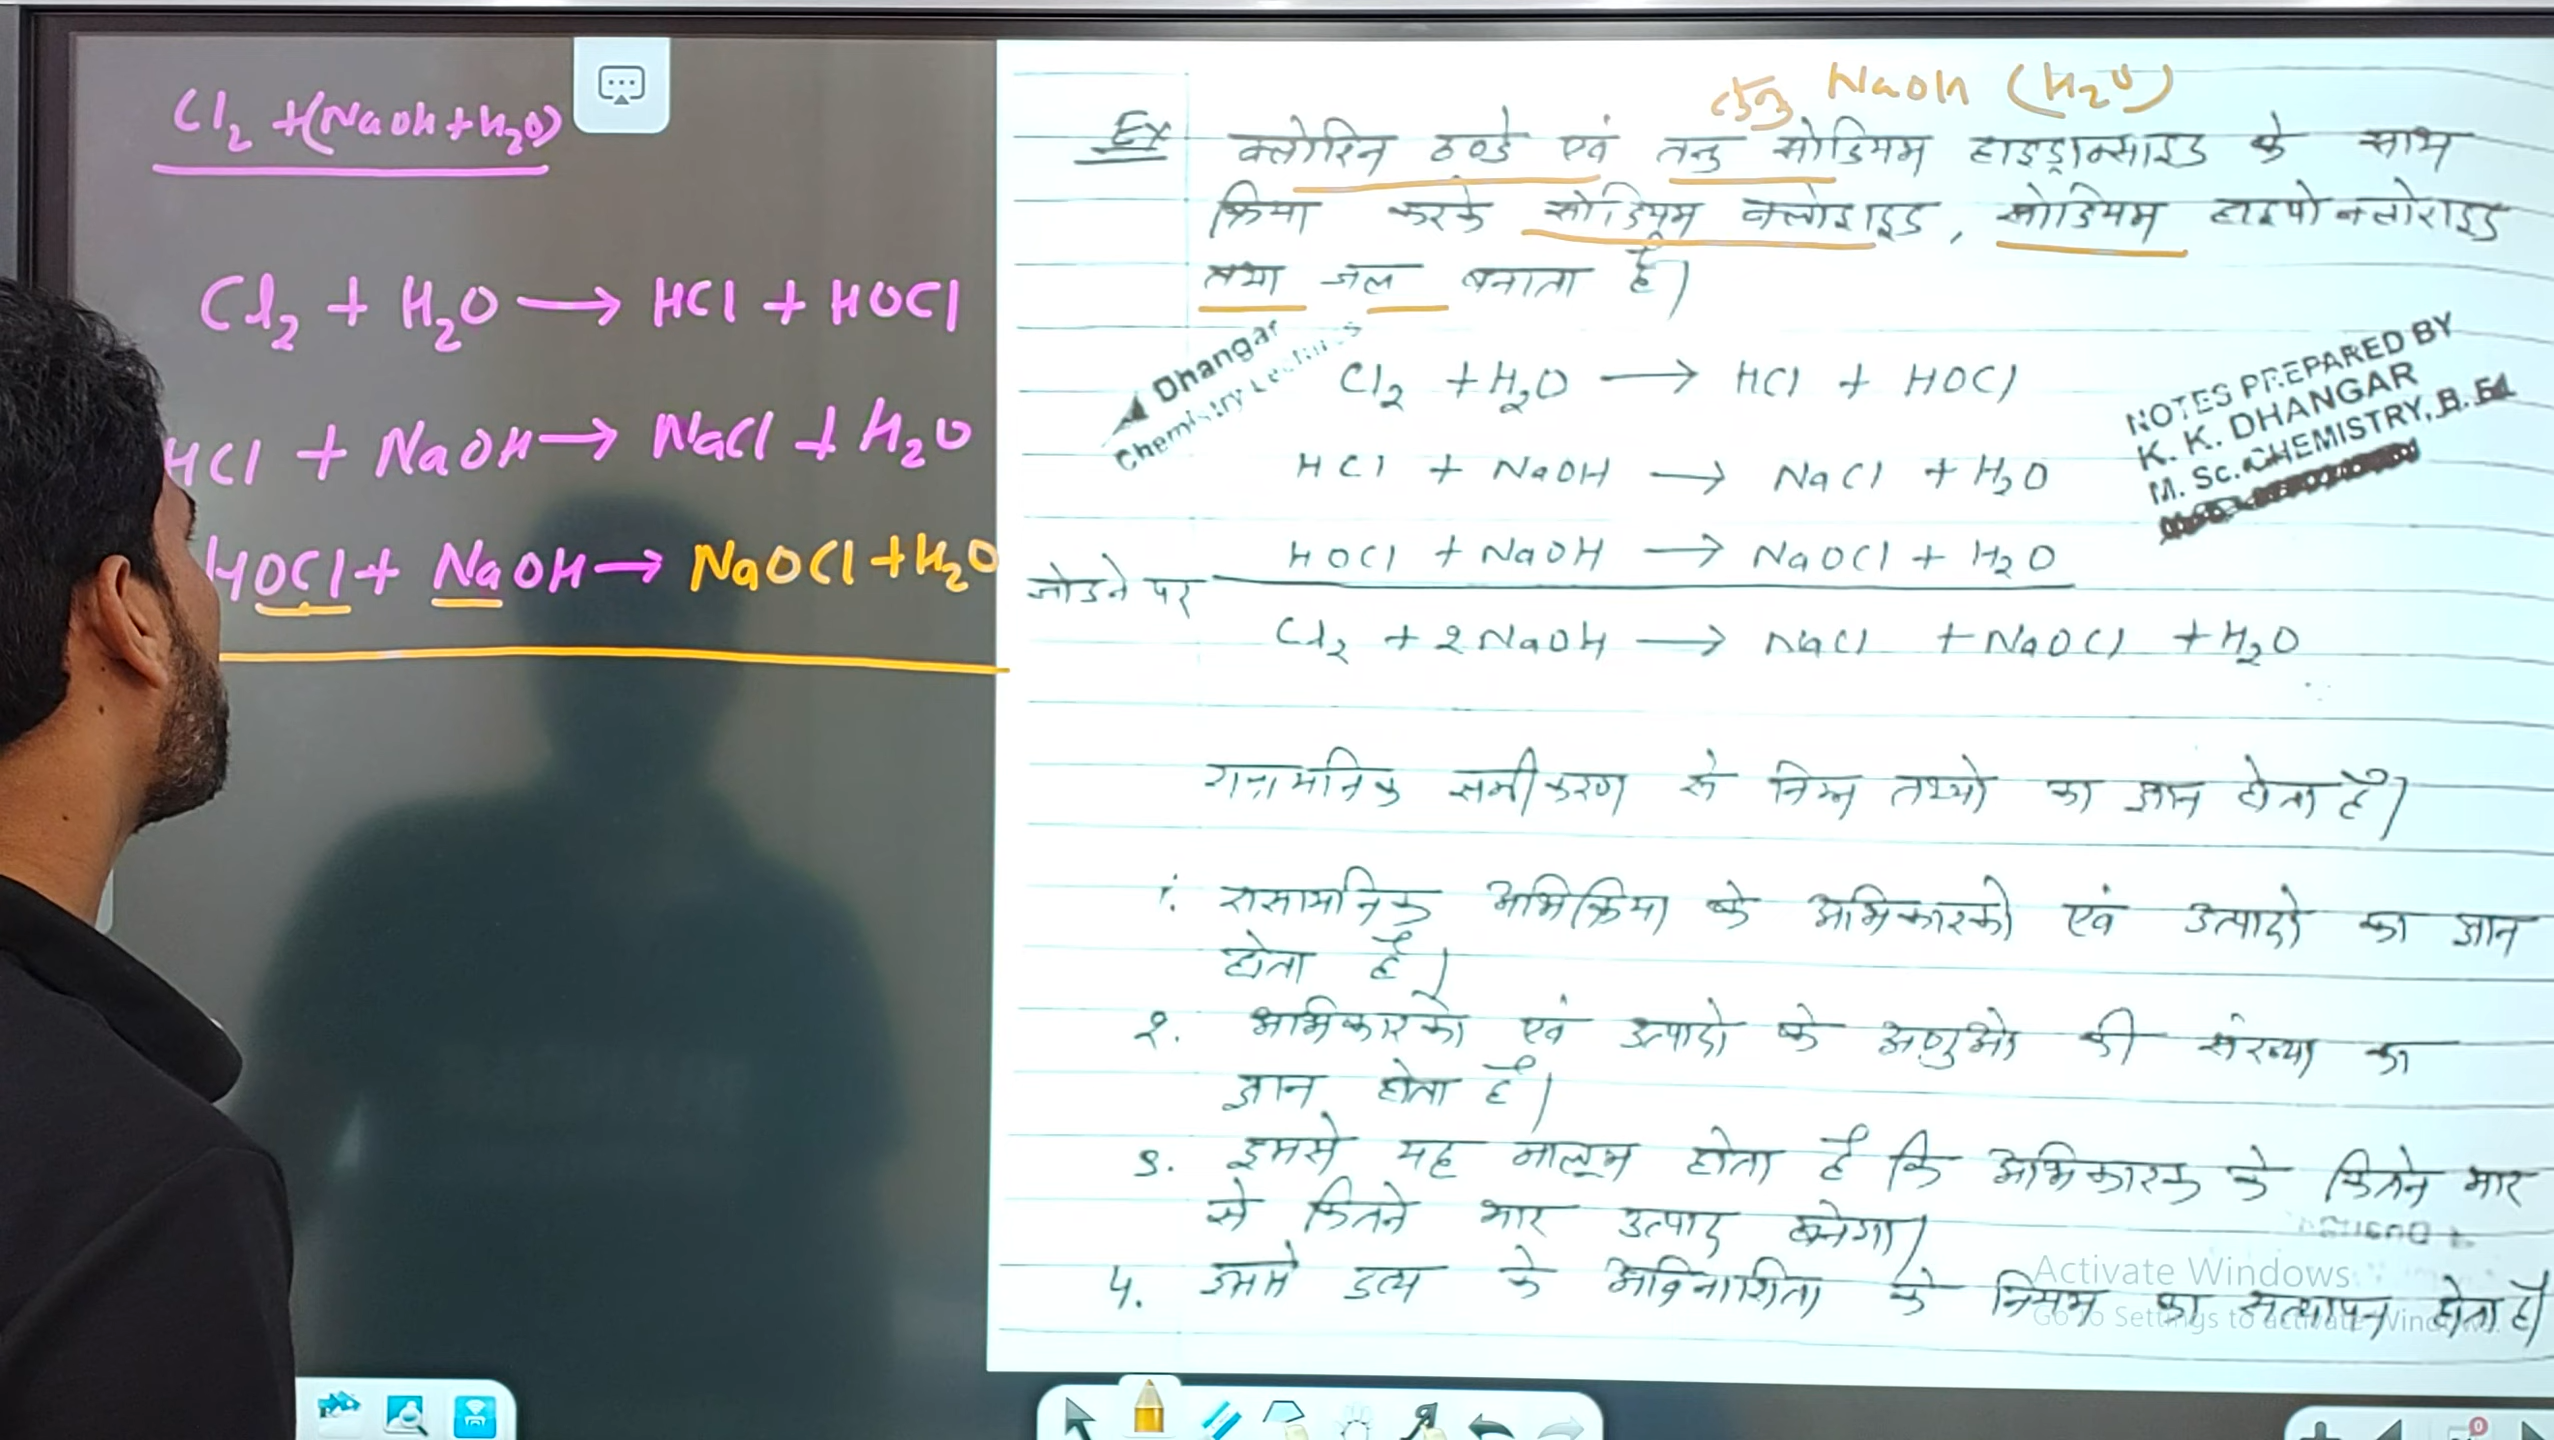 Cl₂ +(NaOH+H₂O)
Cl₂ + H₂O ⟶ HCl + HOCl
HCl + NaOH ⟶ NaCl + H₂O
HOCl + NaOH ⟶ NaOCl + H₂O
तनु NaOH (H₂O)
Ex क्लोरिन ठण्डे एवं तनु सोडियम हाइड्राक्साइड के साथ
क्रिया करके सोडियम क्लोराइड, सोडियम हाइपोक्लोराइड
तथा जल बनाता है।
Dhangar
Chemistry Lectures
Cl₂ + H₂O ⟶ HCl + HOCl
NOTES PREPARED BY
K. K. DHANGAR
M. Sc. CHEMISTRY, B. Ed
HCl + NaOH ⟶ NaCl + H₂O
HOCl + NaOH ⟶ NaOCl + H₂O
जोडने पर
Cl₂ + 2NaOH ⟶ NaCl + NaOCl + H₂O
रासायनिक समीकरण से निम्न तथ्यो का ज्ञान होता है।
1. रासायनिक अभिक्रिया के अभिकारको एवं उत्पादो का ज्ञान
होता है।
2. अभिकारको एवं उत्पादो के अणुओ की संख्या का
ज्ञान होता है।
3. इससे यह मालूम होता है कि अभिकारक के कितने भार
से कितने भार उत्पाद बनेगा।
4. इससे द्रव्य के अविनाशिता के नियम का सत्यापन होता है।
Activate Windows
Go to Settings to activate Windows.